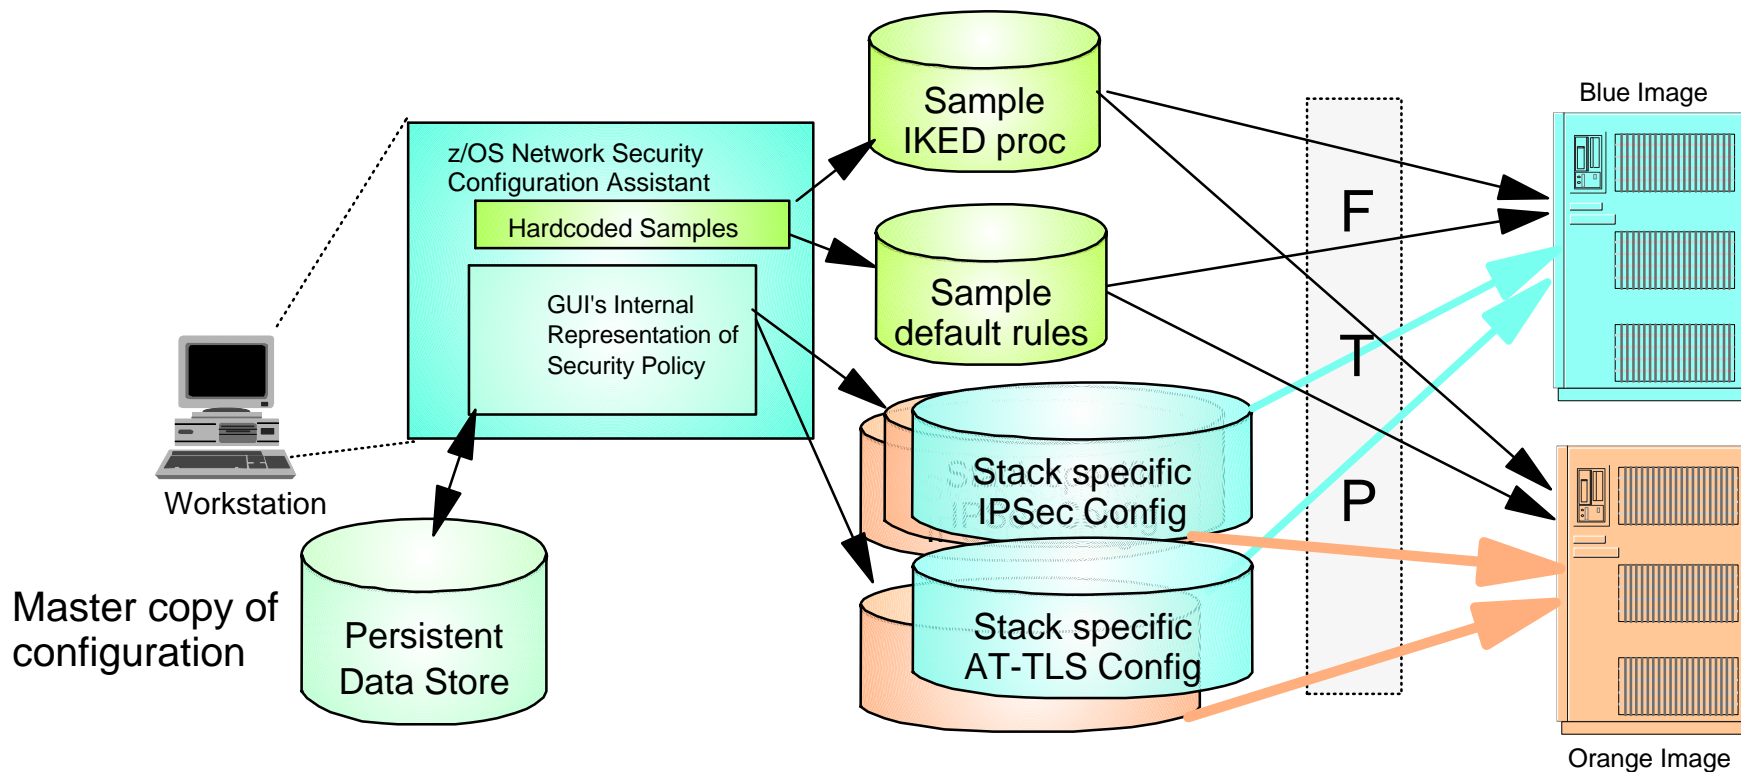 Blue Image
Sample
IKED proc
z/OS Network Security
Configuration Assistant
Hardcoded Samples
GUI's Internal
Representation of
Security Policy
Sample
default rules
F
T
P
Workstation
Stack specific
IPSec Config
Master copy of
configuration
Persistent
Data Store
Stack specific
AT-TLS Config
Orange Image